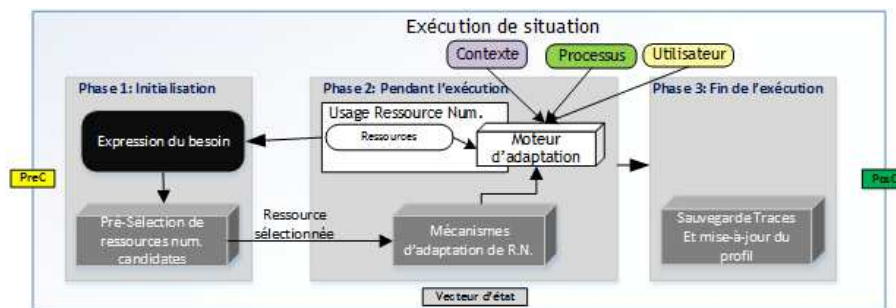 Exécution de situation
Contexte
Processus
Utilisateur
Phase 1: Initialisation
Phase 2: Pendant l'exécution
Phase 3: Fin de l'exécution
Usage Ressource Num.
Ressources
Moteur
d'adaptation
Expression du besoin
PreC
PosC
Pré-Sélection de
ressources num.
candidates
Ressource
sélectionnée
Mécanismes
d'adaptation de R.N.
Sauvegarde Traces
Et mise-à-jour du
profil
Vecteur d'état